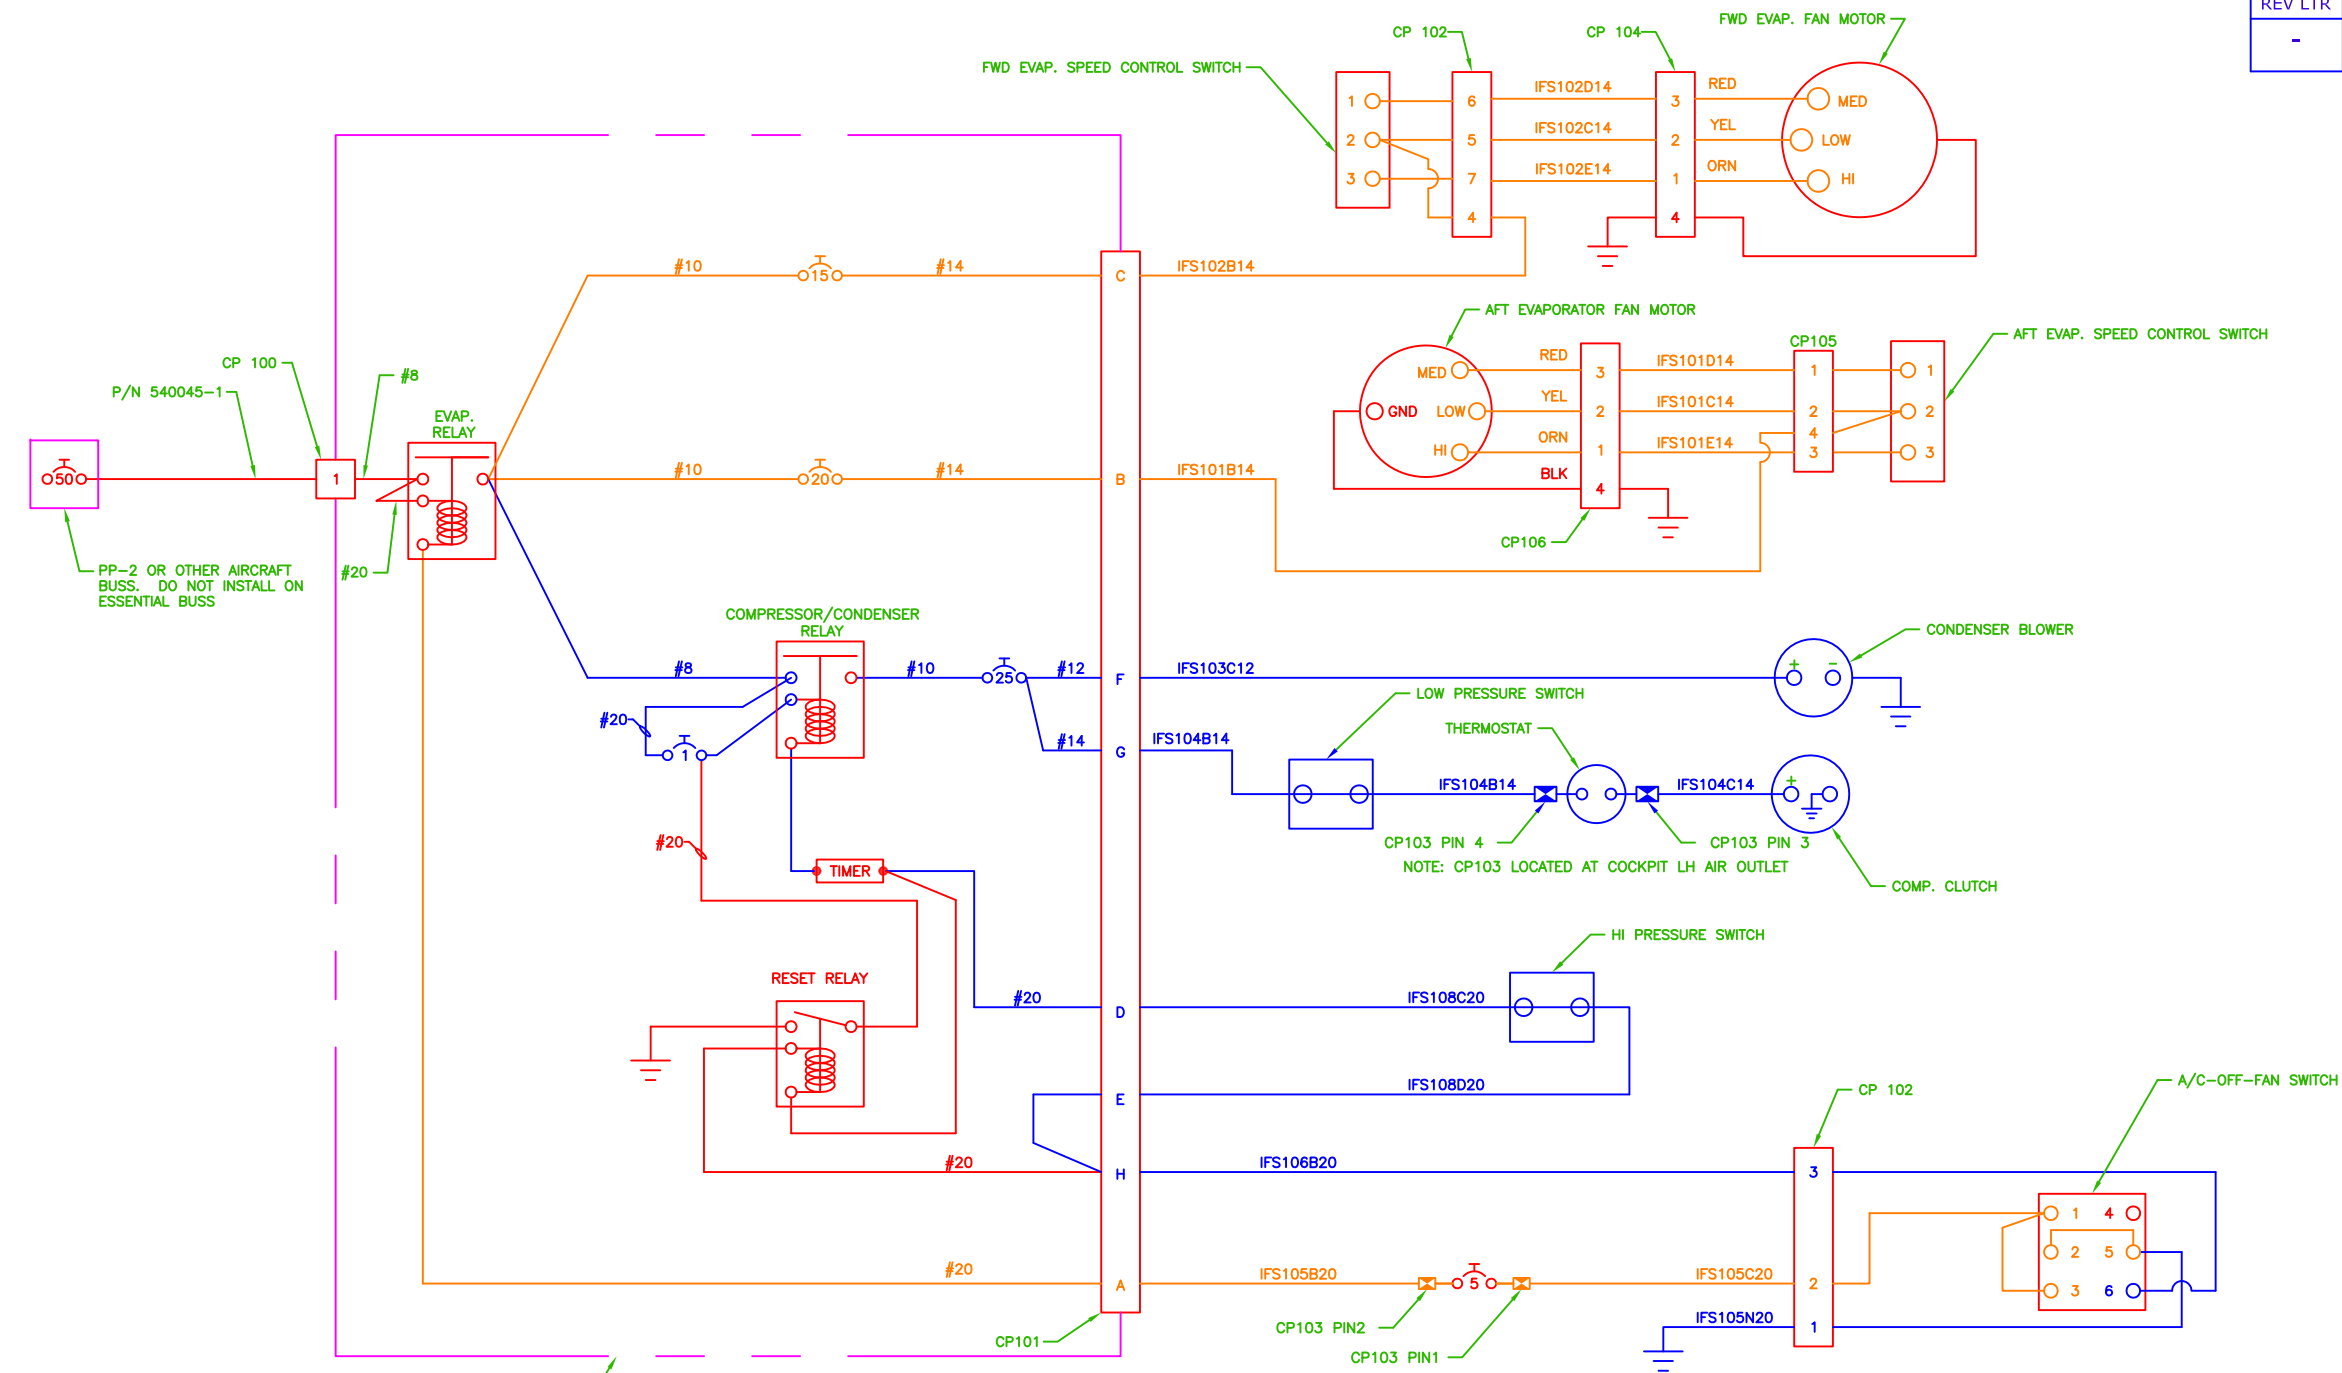 REV LTR
-
FWD EVAP. FAN MOTOR
CP 102
CP 104
FWD EVAP. SPEED CONTROL SWITCH
1
2
3
6
5
7
4
IFS102D14
IFS102C14
IFS102E14
3
2
1
4
RED
YEL
ORN
MED
LOW
HI
#10
15
#14
C
IFS102B14
AFT EVAPORATOR FAN MOTOR
AFT EVAP. SPEED CONTROL SWITCH
CP105
MED
GND
LOW
HI
RED
YEL
ORN
BLK
3
2
1
4
IFS101D14
IFS101C14
IFS101E14
1
2
4
3
1
2
3
CP106
CP 100
#8
P/N 540045-1
EVAP.
RELAY
50
1
#20
PP-2 OR OTHER AIRCRAFT
BUSS. DO NOT INSTALL ON
ESSENTIAL BUSS
#10
20
#14
B
IFS101B14
COMPRESSOR/CONDENSER
RELAY
#8
#20
1
#10
25
#12
F
IFS103C12
#14
G
IFS104B14
CONDENSER BLOWER
+ -
LOW PRESSURE SWITCH
THERMOSTAT
IFS104B14
IFS104C14
+
CP103 PIN 4
CP103 PIN 3
NOTE: CP103 LOCATED AT COCKPIT LH AIR OUTLET
COMP. CLUTCH
#20
TIMER
HI PRESSURE SWITCH
RESET RELAY
#20
D
IFS108C20
E
IFS108D20
#20
H
IFS106B20
CP 102
A/C-OFF-FAN SWITCH
3
2
1
1 4
2 5
3 6
#20
A
IFS105B20
5
IFS105C20
IFS105N20
CP103 PIN2
CP103 PIN1
CP101